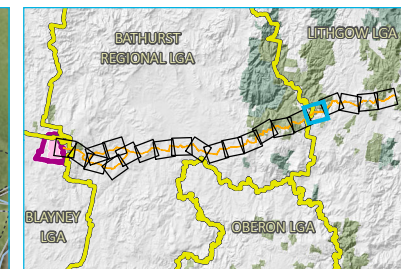 BATHURST
REGIONAL LGA
LITHGOW LGA
BLAYNEY
LGA
OBERON LGA